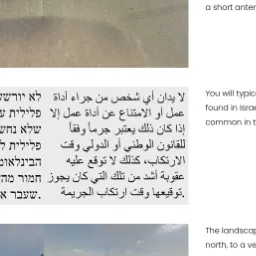 a short anter
לא יורשע
פלילית ע
שלא נחש
פלילית ל
הבינלאומ
חמור מהע
שעבר א.
لا يدان أي شخص من جراء أداة
عمل أو الامتناع عن أداة عمل إلا
إذا كان ذلك يعتبر جرماً وفقاً
للقانون الوطني أو الدولي وقت
الارتكاب، كذلك لا توقع عليه
عقوبة أشد من تلك التي كان يجوز
توقيعها وقت ارتكاب الجريمة.
You will typic
found in Israe
common in t
The landscap
north, to a ve